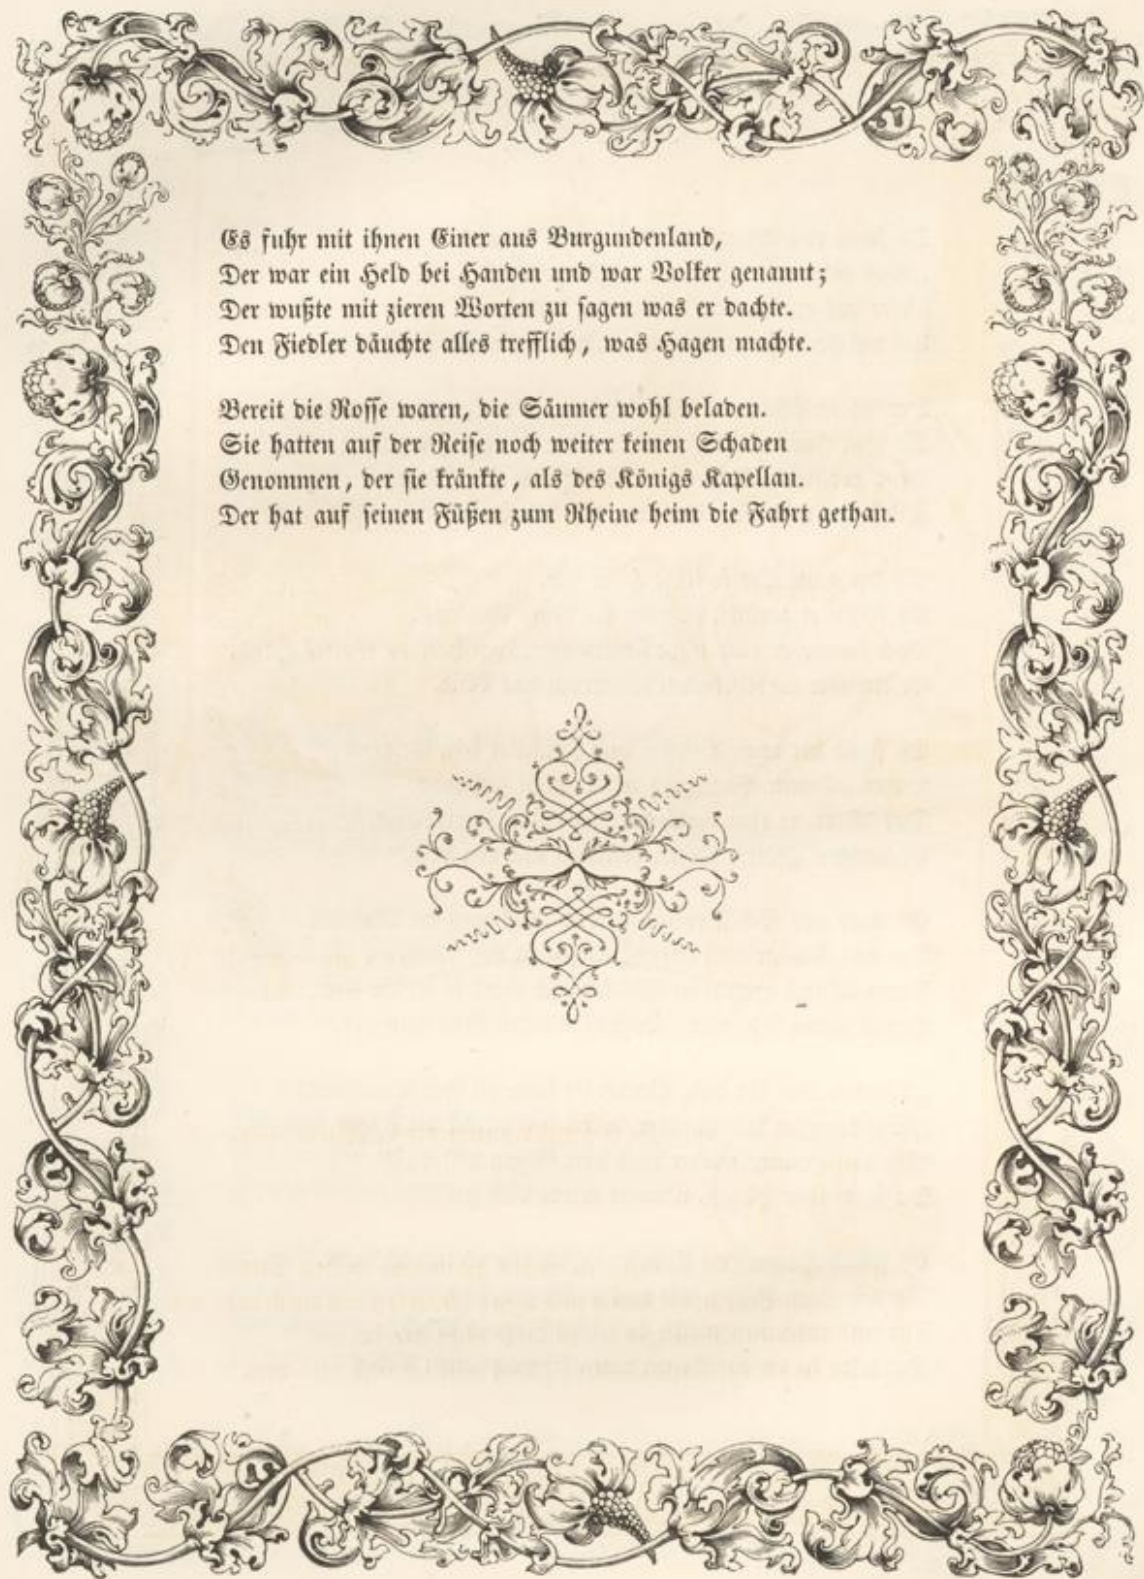 Es fuhr mit ihnen Einer aus Burgundenland,
Der war ein Held bei Handen und war Volker genannt;
Der wußte mit zieren Worten zu sagen was er dachte.
Den Fiedler däuchte alles trefflich, was Hagen machte.
Bereit die Rosse waren, die Säumer wohl beladen.
Sie hatten auf der Reise noch weiter keinen Schaden
Genommen, der sie kränkte, als des Königs Kapellan.
Der hat auf seinen Füßen zum Rheine heim die Fahrt gethan.